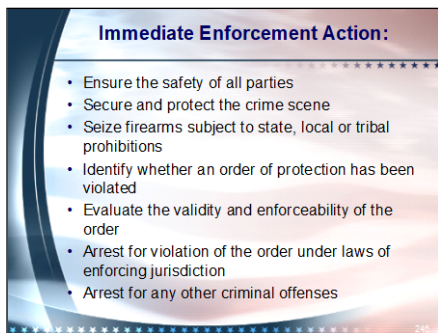 Immediate Enforcement Action:
• Ensure the safety of all parties
• Secure and protect the crime scene
• Seize firearms subject to state, local or tribal
prohibitions
• Identify whether an order of protection has been
violated
• Evaluate the validity and enforceability of the
order
• Arrest for violation of the order under laws of
enforcing jurisdiction
• Arrest for any other criminal offenses